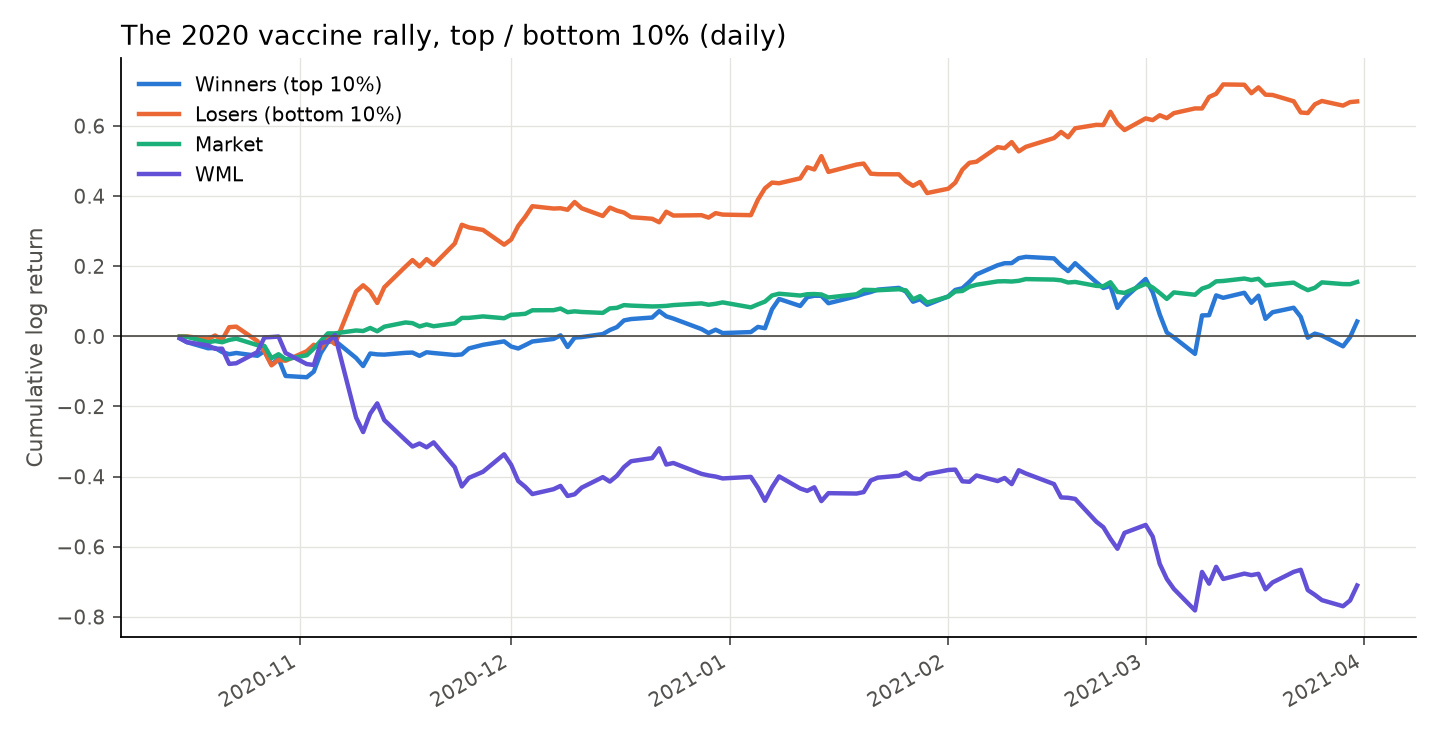 The 2020 vaccine rally, top / bottom 10% (daily)
Winners (top 10%)
Losers (bottom 10%)
Market
WML
Cumulative log return
0.6
0.4
0.2
0.0
−0.2
−0.4
−0.6
−0.8
2020-11
2020-12
2021-01
2021-02
2021-03
2021-04